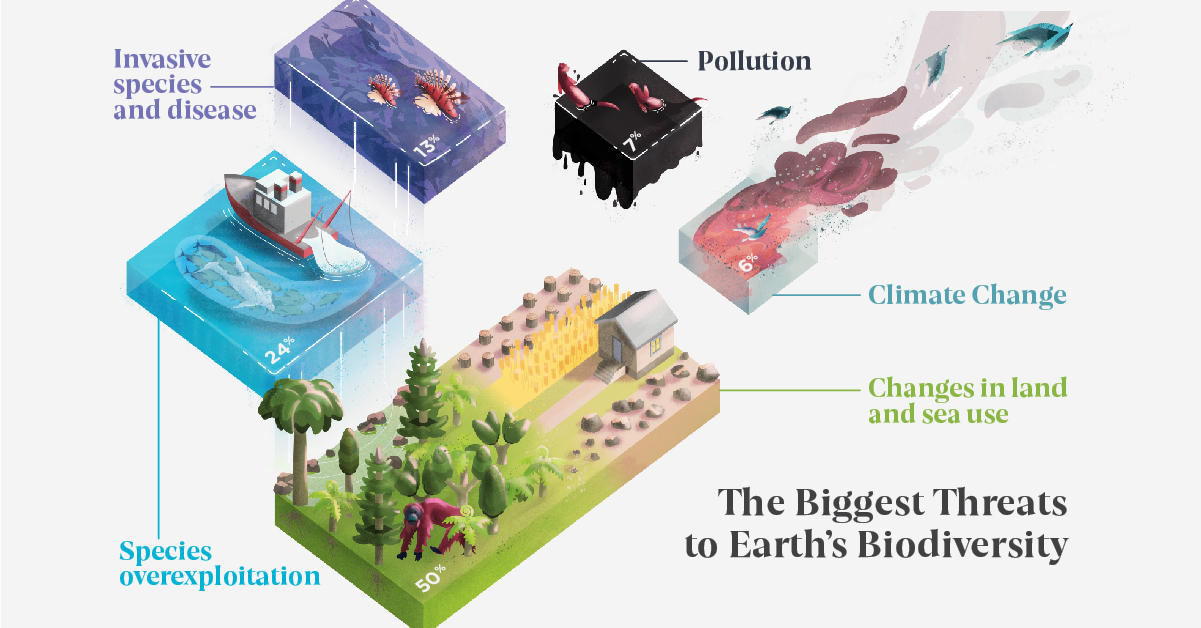 Invasive
species
and disease
13%
Pollution
7%
6%
Climate Change
24%
Changes in land
and sea use
50%
Species
overexploitation
The Biggest Threats
to Earth’s Biodiversity